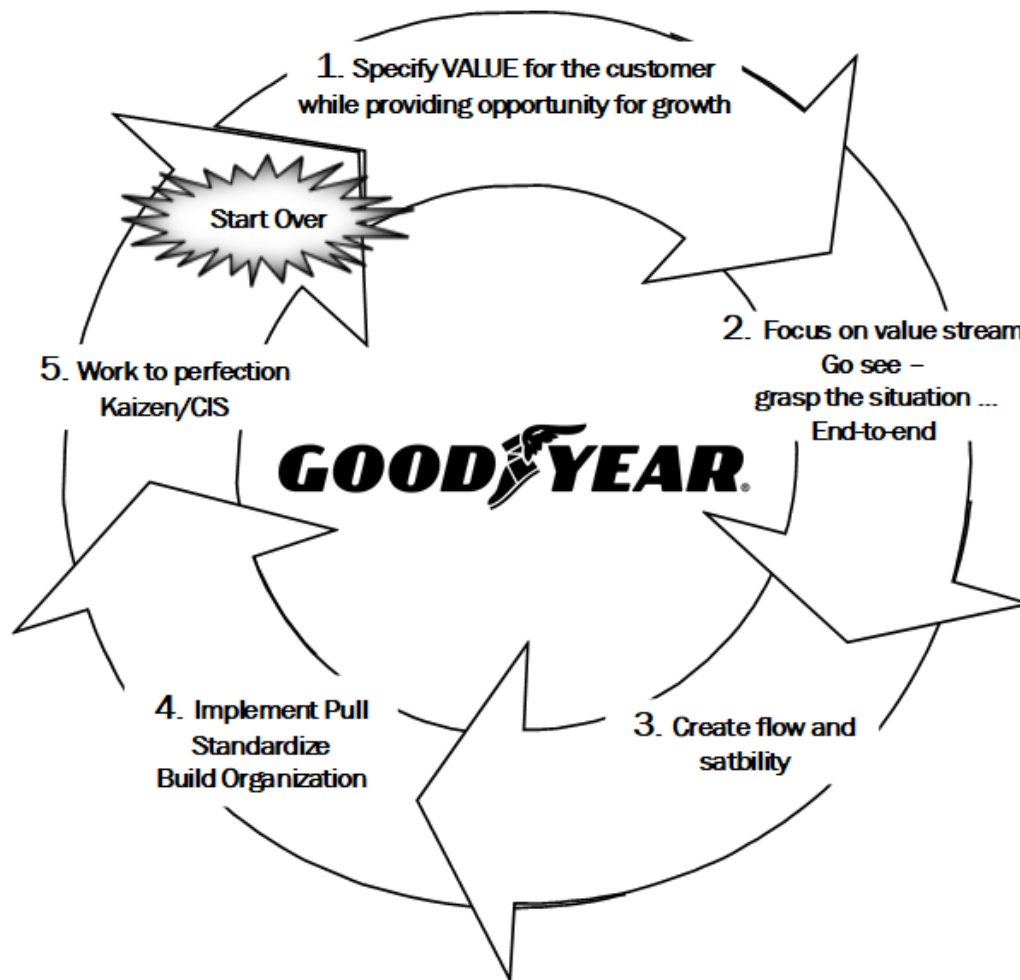 1. Specify VALUE for the customer
while providing opportunity for growth
Start Over
2. Focus on value stream
Go see –
grasp the situation ...
End-to-end
5. Work to perfection
Kaizen/CIS
GOOD YEAR®
4. Implement Pull
Standardize
Build Organization
3. Create flow and
satbility